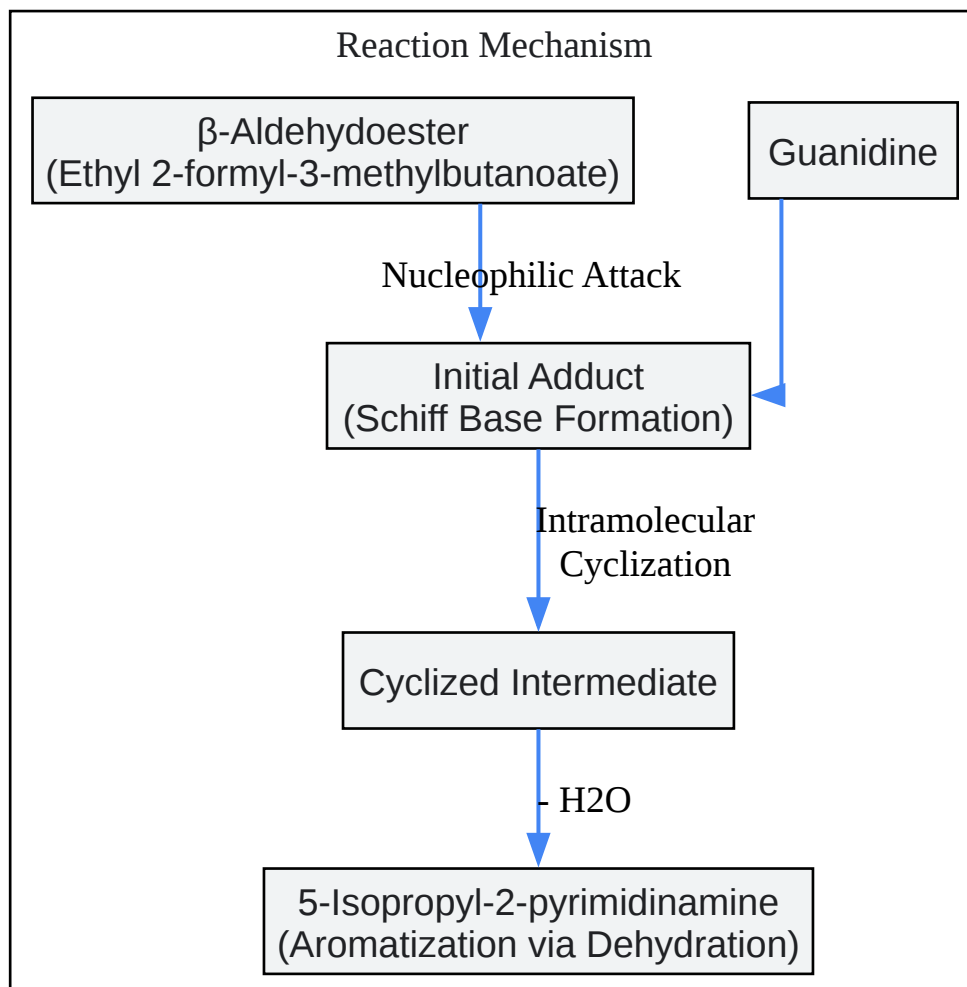 Reaction Mechanism
β-Aldehydoester
(Ethyl 2-formyl-3-methylbutanoate)
Guanidine
Nucleophilic Attack
Initial Adduct
(Schiff Base Formation)
Intramolecular
Cyclization
Cyclized Intermediate
- H2O
5-Isopropyl-2-pyrimidinamine
(Aromatization via Dehydration)